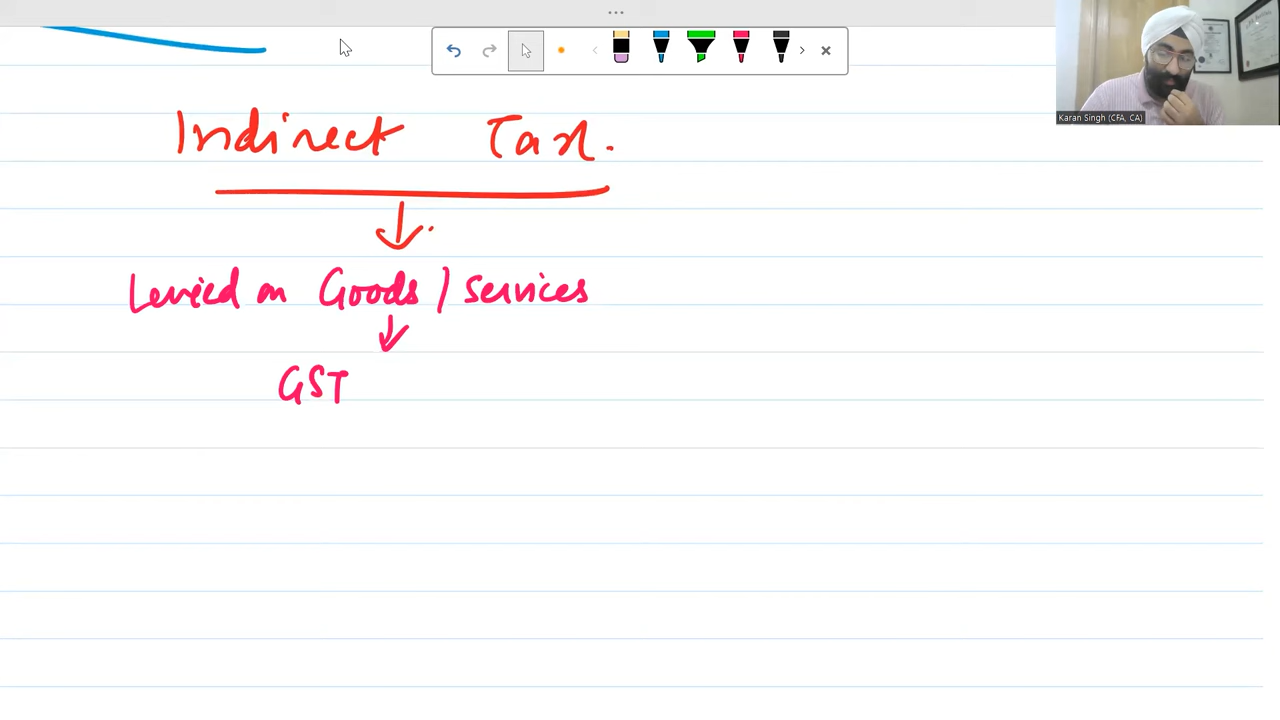 Karan Singh (CFA, CA)
Indirect Tax.
Levied on Goods / Services
GST